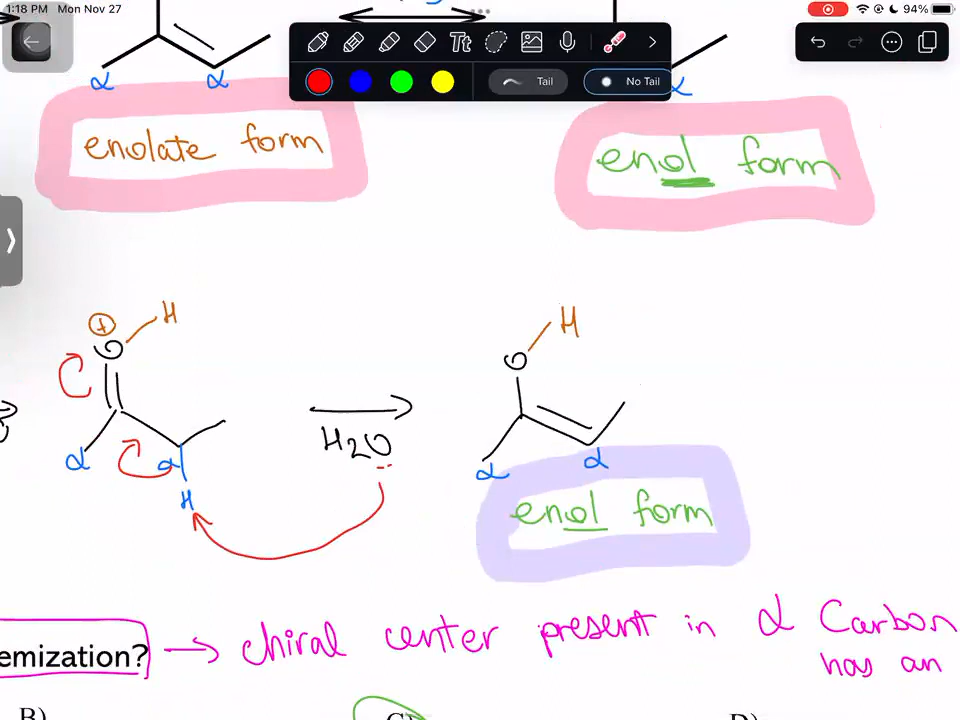 1:18 PM Mon Nov 27
94%
Tt
Tail
No Tail
α
α
α
enolate form
enol form
+
H
O
α
α
H
H2O
O
H
α
α
enol form
emization? → chiral center present in α Carbon
has an
B)
C)
D)